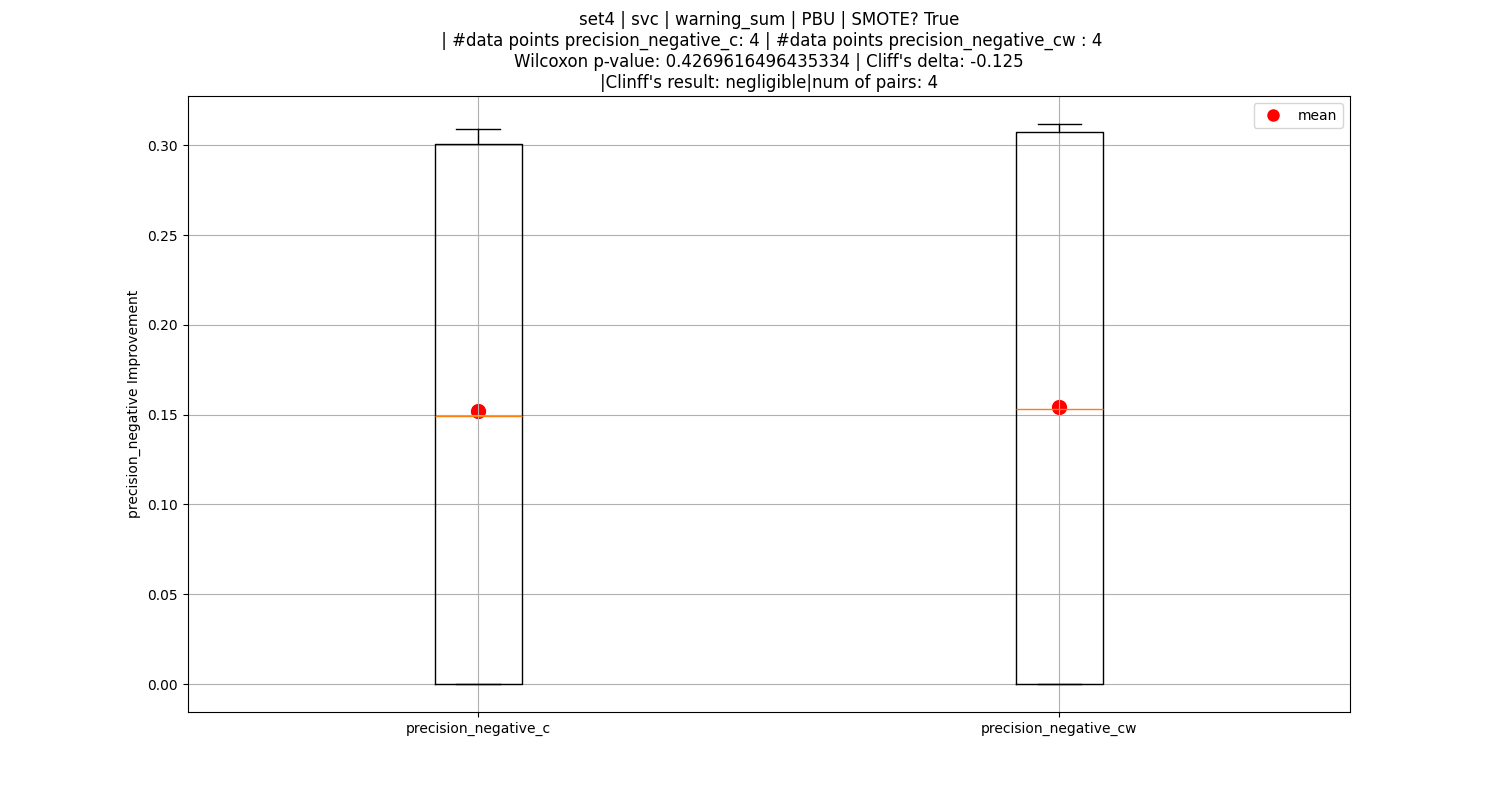 set4 | svc | warning_sum | PBU | SMOTE? True
| #data points precision_negative_c: 4 | #data points precision_negative_cw : 4
Wilcoxon p-value: 0.4269616496435334 | Cliff's delta: -0.125
|Clinff's result: negligible|num of pairs: 4
mean
0.30
0.25
0.20
0.15
0.10
0.05
0.00
precision_negative Improvement
precision_negative_c
precision_negative_cw